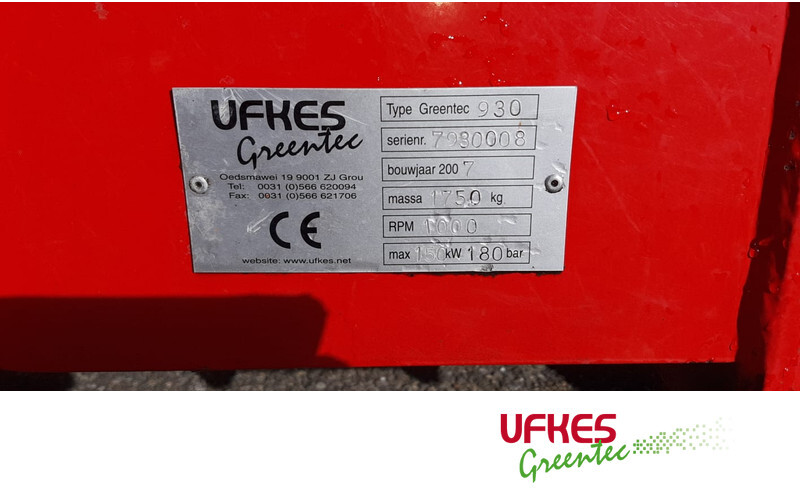 UFKES
Greentec
Oedsmawei 19 9001 ZJ Grou
Tel: 0031 (0)566 620094
Fax: 0031 (0)566 621706
CE
website: www.ufkes.net
Type Greentec 930
serienr. 7930008
bouwjaar 200 7
massa 1750 kg
RPM 1000
max kW 180 bar
UFKES
Greentec